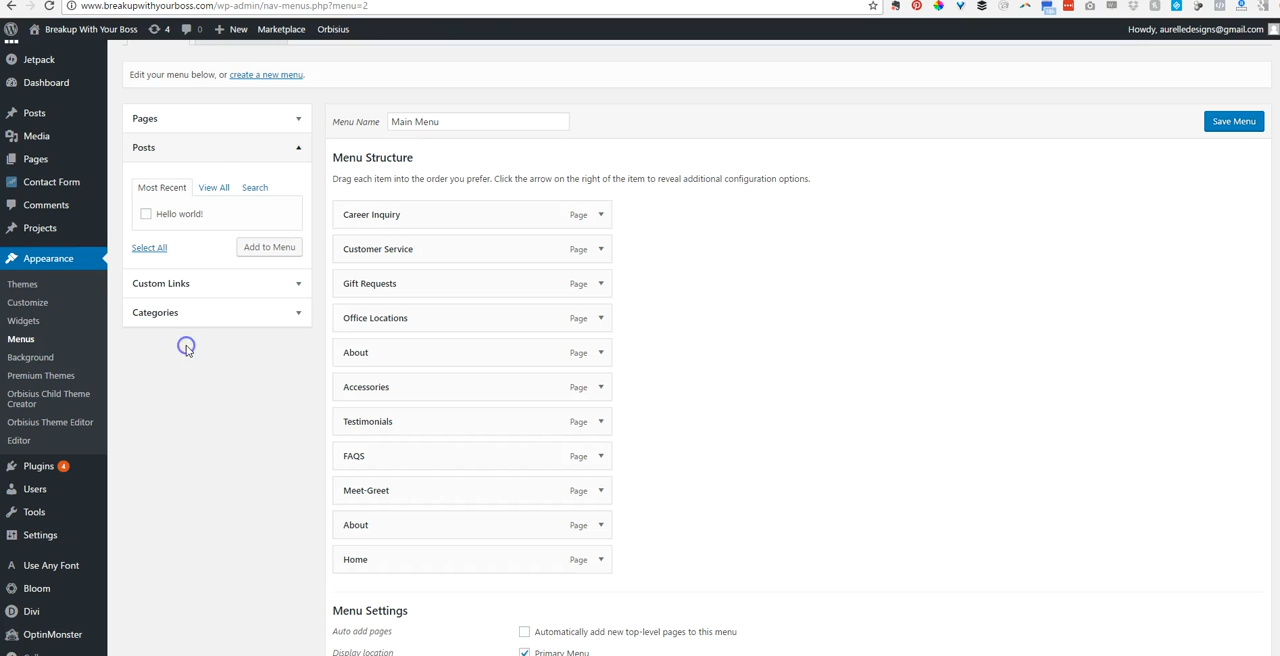 www.breakupwithyourboss.com/wp-admin/nav-menus.php?menu=2
Breakup With Your Boss 4 0 New Marketplace Orbisius Howdy, aurelledesigns@gmail.com
Jetpack
Dashboard
Posts
Media
Pages
Contact Form
Comments
Projects
Appearance
Themes
Customize
Widgets
Menus
Background
Premium Themes
Orbisius Child Theme
Creator
Orbisius Theme Editor
Editor
Plugins 4
Users
Tools
Settings
Use Any Font
Bloom
Divi
OptinMonster
Edit your menu below, or create a new menu.
Pages
Posts
Most Recent View All Search
Hello world!
Select All Add to Menu
Custom Links
Categories
Menu Name Main Menu Save Menu
Menu Structure
Drag each item into the order you prefer. Click the arrow on the right of the item to reveal additional configuration options.
Career Inquiry Page
Customer Service Page
Gift Requests Page
Office Locations Page
About Page
Accessories Page
Testimonials Page
FAQS Page
Meet-Greet Page
About Page
Home Page
Menu Settings
Auto add pages Automatically add new top-level pages to this menu
Display location Primary Menu